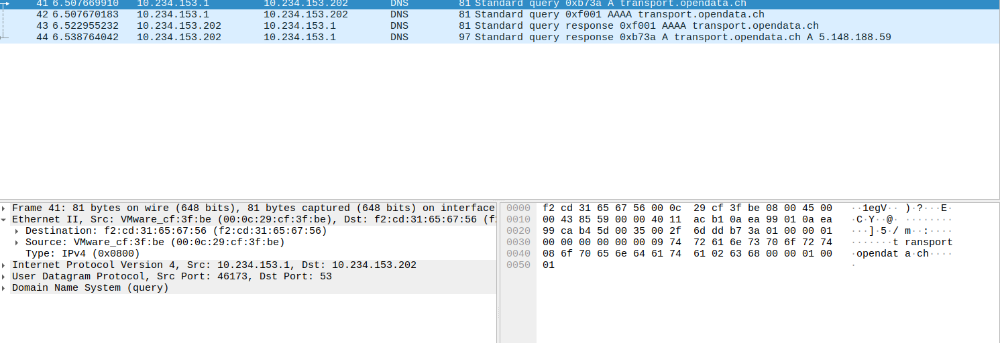 41 6.507669910 10.234.153.1 10.234.153.202 DNS 81 Standard query 0xb73a A transport.opendata.ch
42 6.507670183 10.234.153.1 10.234.153.202 DNS 81 Standard query 0xf001 AAAA transport.opendata.ch
43 6.522955232 10.234.153.202 10.234.153.1 DNS 81 Standard query response 0xf001 AAAA transport.opendata.ch
44 6.538764042 10.234.153.202 10.234.153.1 DNS 97 Standard query response 0xb73a A transport.opendata.ch A 5.148.188.59
Frame 41: 81 bytes on wire (648 bits), 81 bytes captured (648 bits) on interface
Ethernet II, Src: VMware_cf:3f:be (00:0c:29:cf:3f:be), Dst: f2:cd:31:65:67:56 (f2
Destination: f2:cd:31:65:67:56 (f2:cd:31:65:67:56)
Source: VMware_cf:3f:be (00:0c:29:cf:3f:be)
Type: IPv4 (0x0800)
Internet Protocol Version 4, Src: 10.234.153.1, Dst: 10.234.153.202
User Datagram Protocol, Src Port: 46173, Dst Port: 53
Domain Name System (query)
0000 f2 cd 31 65 67 56 00 0c 29 cf 3f be 08 00 45 00 ··1egV·· )·?···E·
0010 00 43 85 59 00 00 40 11 ac b1 0a ea 99 01 0a ea ·C·Y··@· ········
0020 99 ca b4 5d 00 35 00 2f 6d dd b7 3a 01 00 00 01 ···]·5·/ m··:····
0030 00 00 00 00 00 00 09 74 72 61 6e 73 70 6f 72 74 ·······t ransport
0040 08 6f 70 65 6e 64 61 74 61 02 63 68 00 00 01 00 ·opendat a·ch····
0050 01 ·